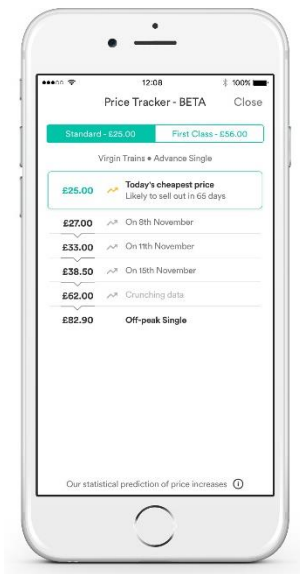 12:08
100%
Price Tracker - BETA
Close
Standard - £25.00
First Class - £56.00
Virgin Trains • Advance Single
£25.00
Today's cheapest price
Likely to sell out in 65 days
£27.00 On 8th November
£33.00 On 11th November
£38.50 On 15th November
£62.00 Crunching data
£82.90 Off-peak Single
Our statistical prediction of price increases